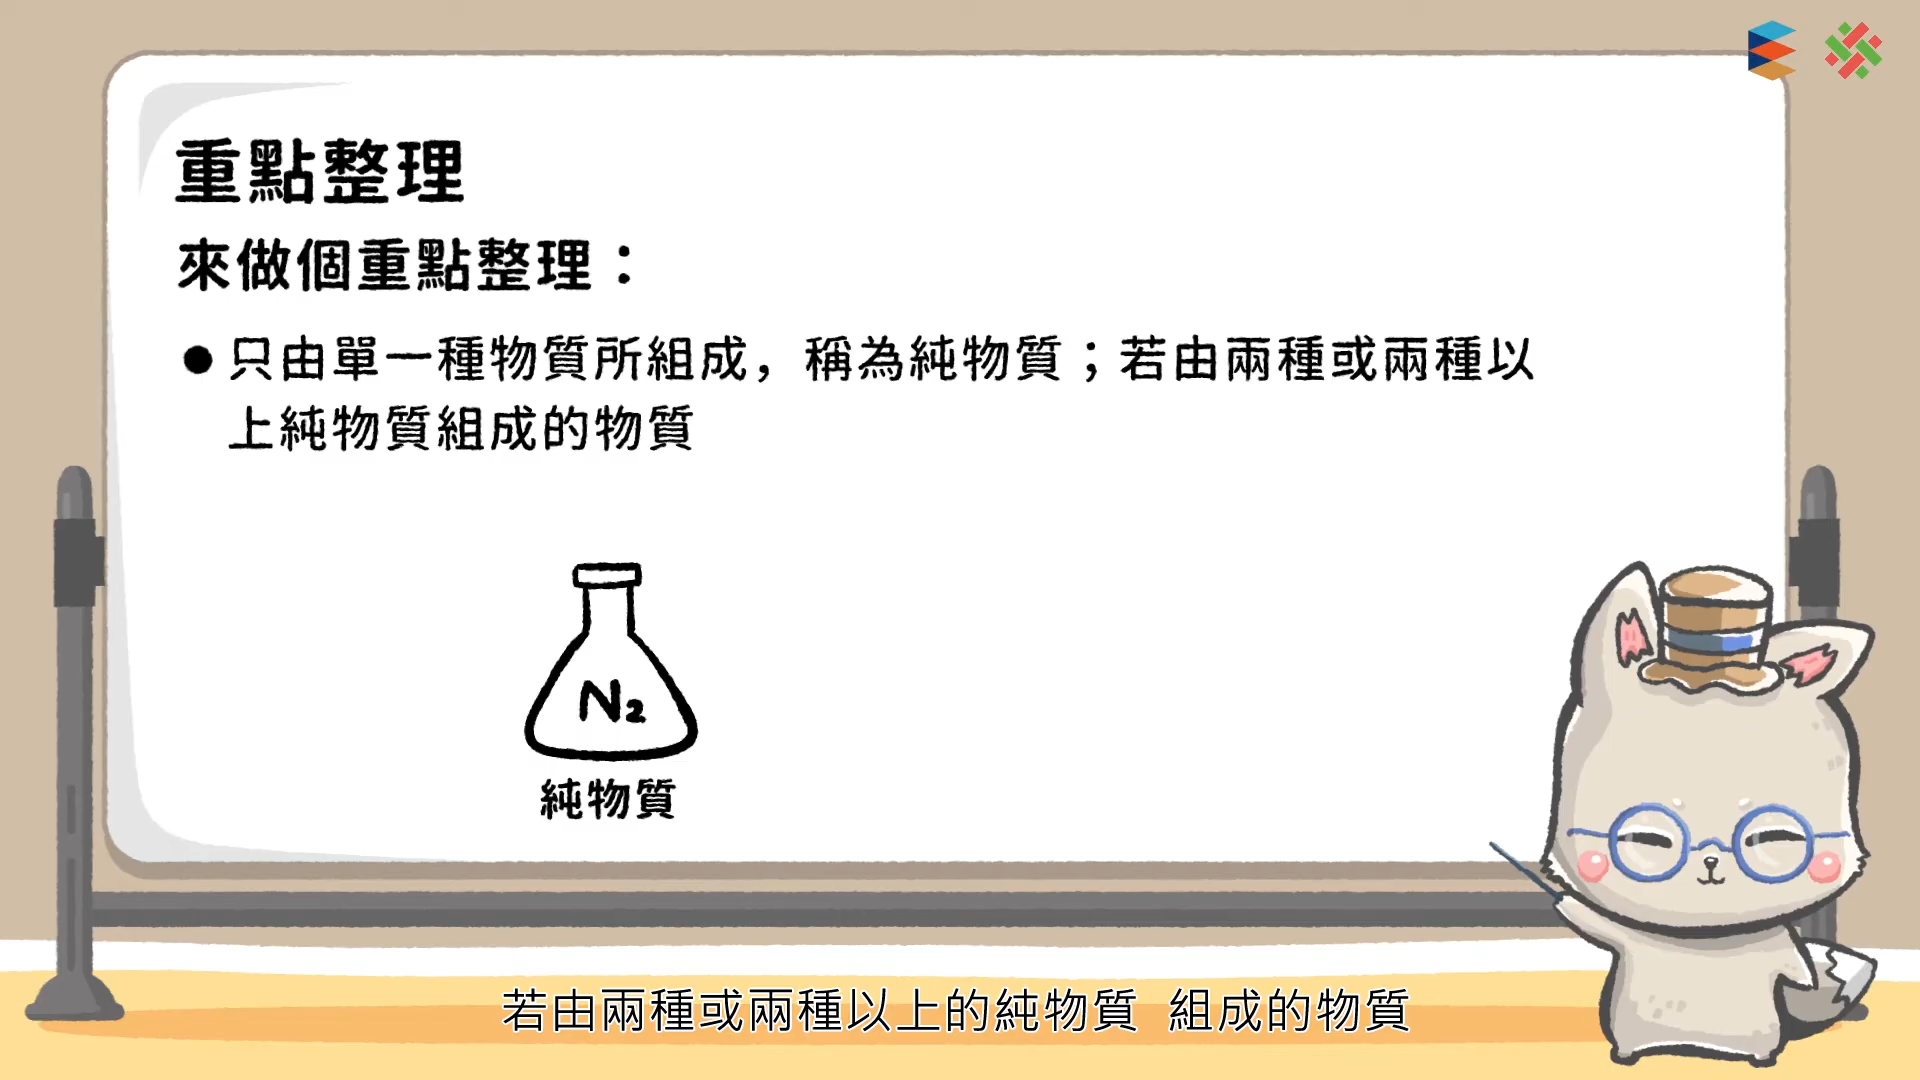 重點整理
來做個重點整理：
●只由單一種物質所組成，稱為純物質；若由兩種或兩種以
上純物質組成的物質
N₂
純物質
若由兩種或兩種以上的純物質 組成的物質